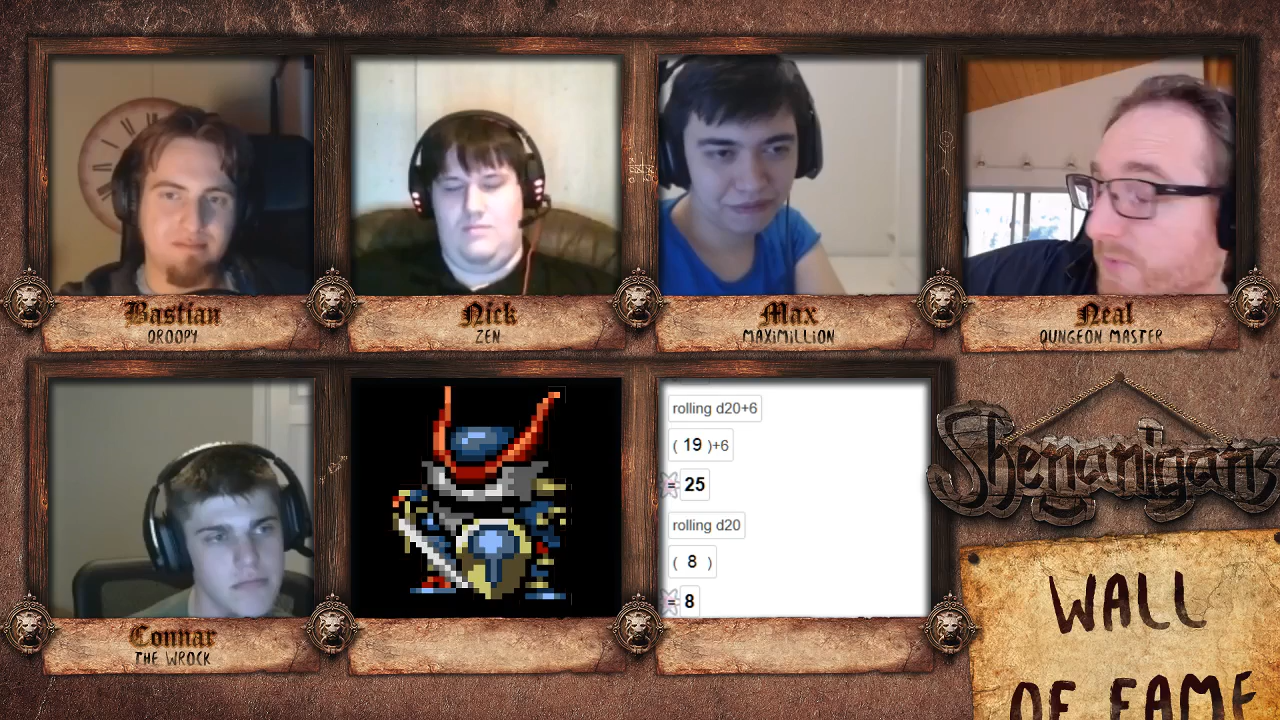 Bastian
DROOPY
Nick
ZEN
Max
MAXIMILLION
Neal
DUNGEON MASTER
Connar
THE WROCK
rolling d20+6
( 19 )+6
= 25
rolling d20
( 8 )
= 8
Shenanigans
WALL
OF FAME